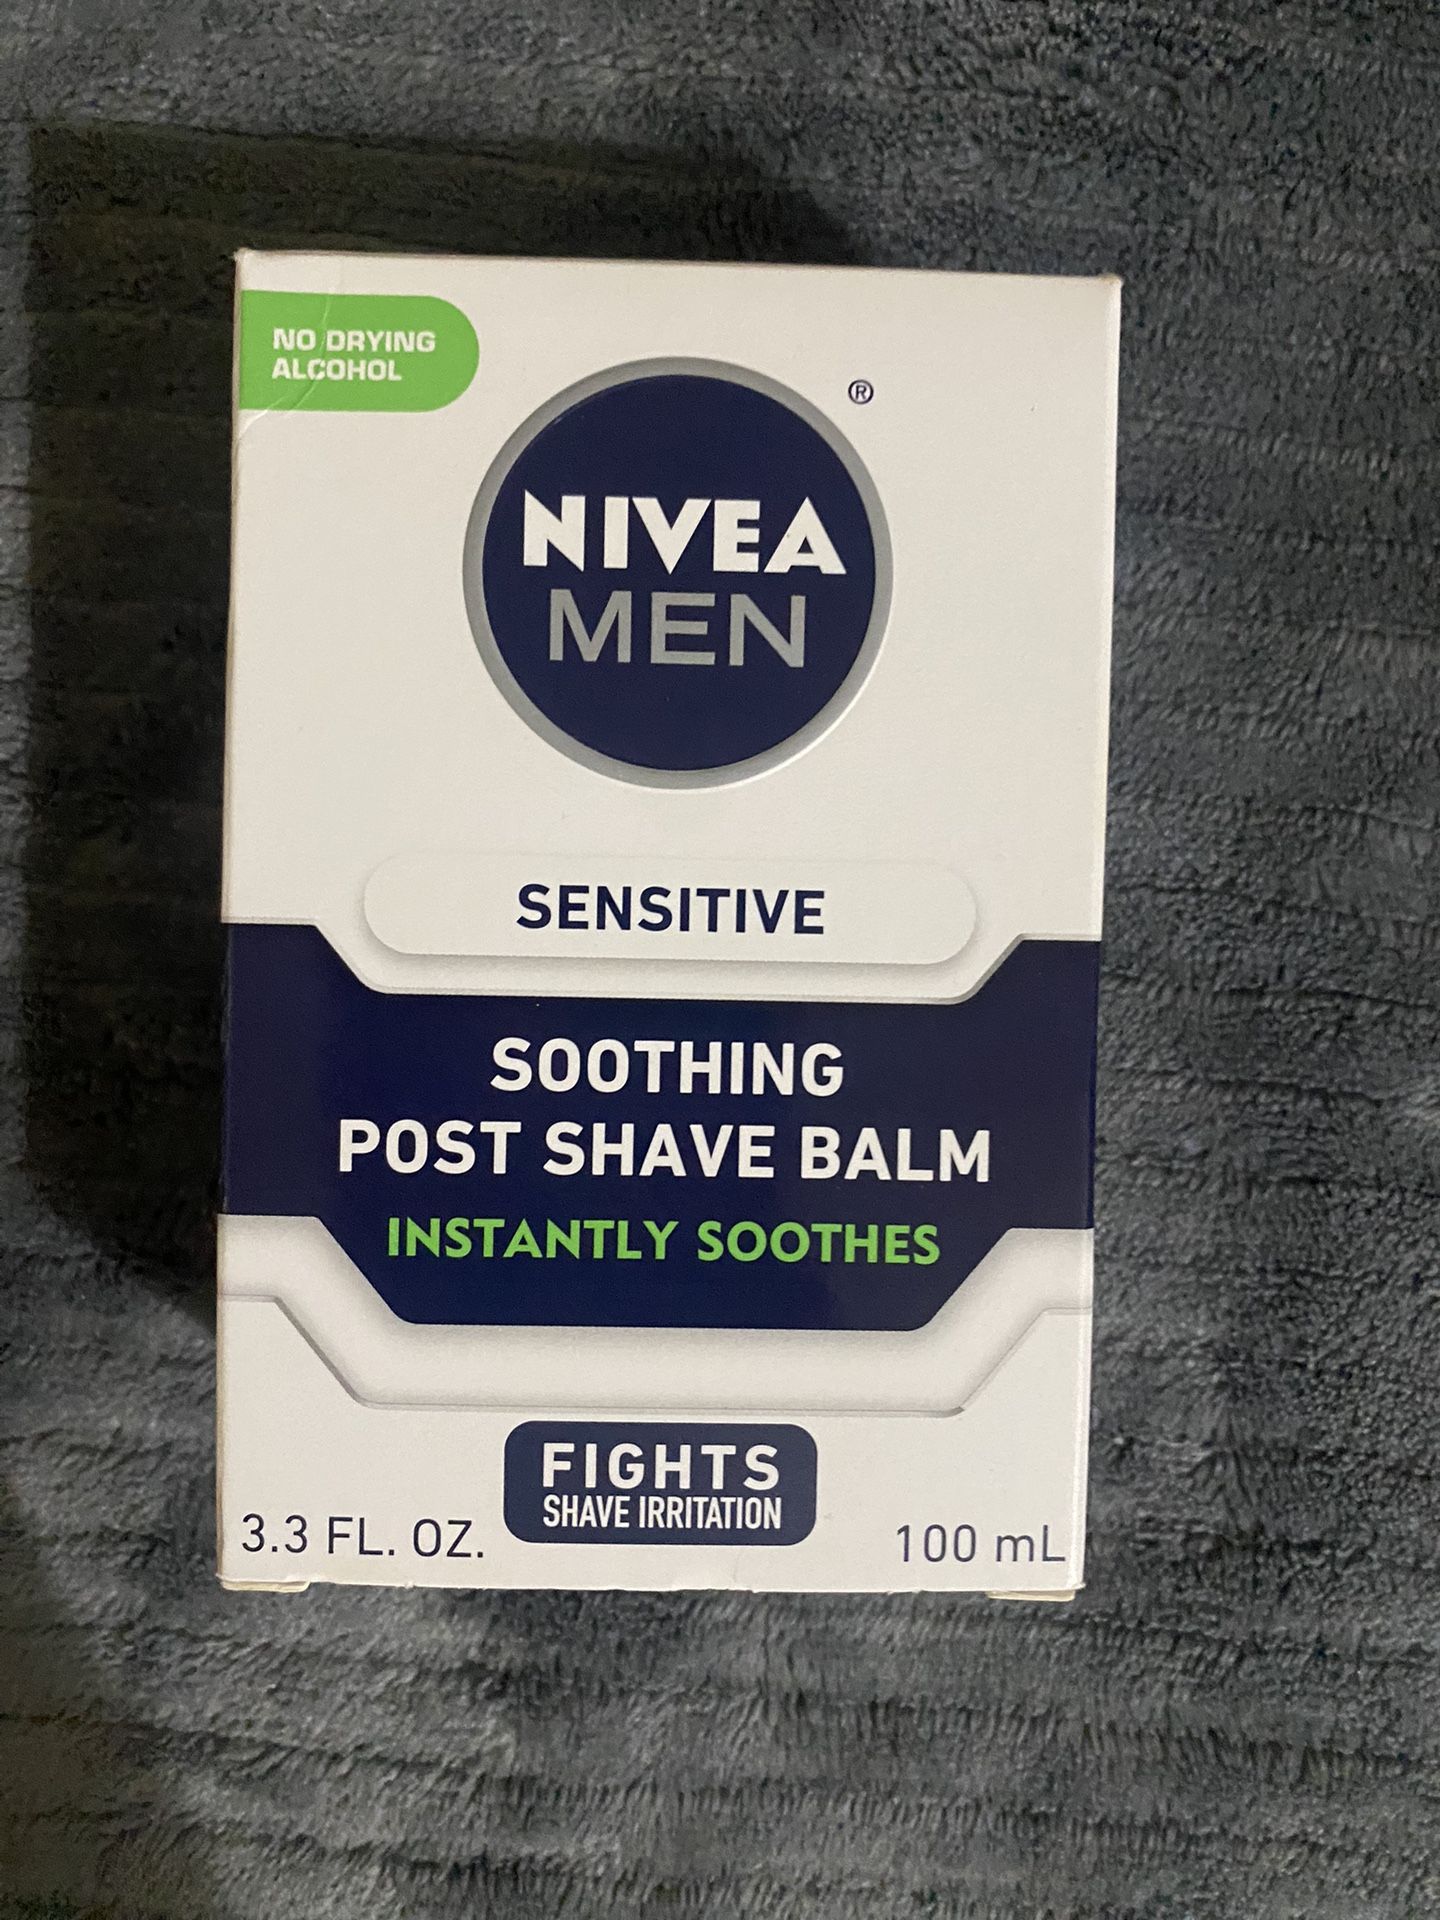 NO DRYING
ALCOHOL
®
NIVEA
MEN
SENSITIVE
SOOTHING
POST SHAVE BALM
INSTANTLY SOOTHES
FIGHTS
SHAVE IRRITATION
3.3 FL. OZ.
100 mL